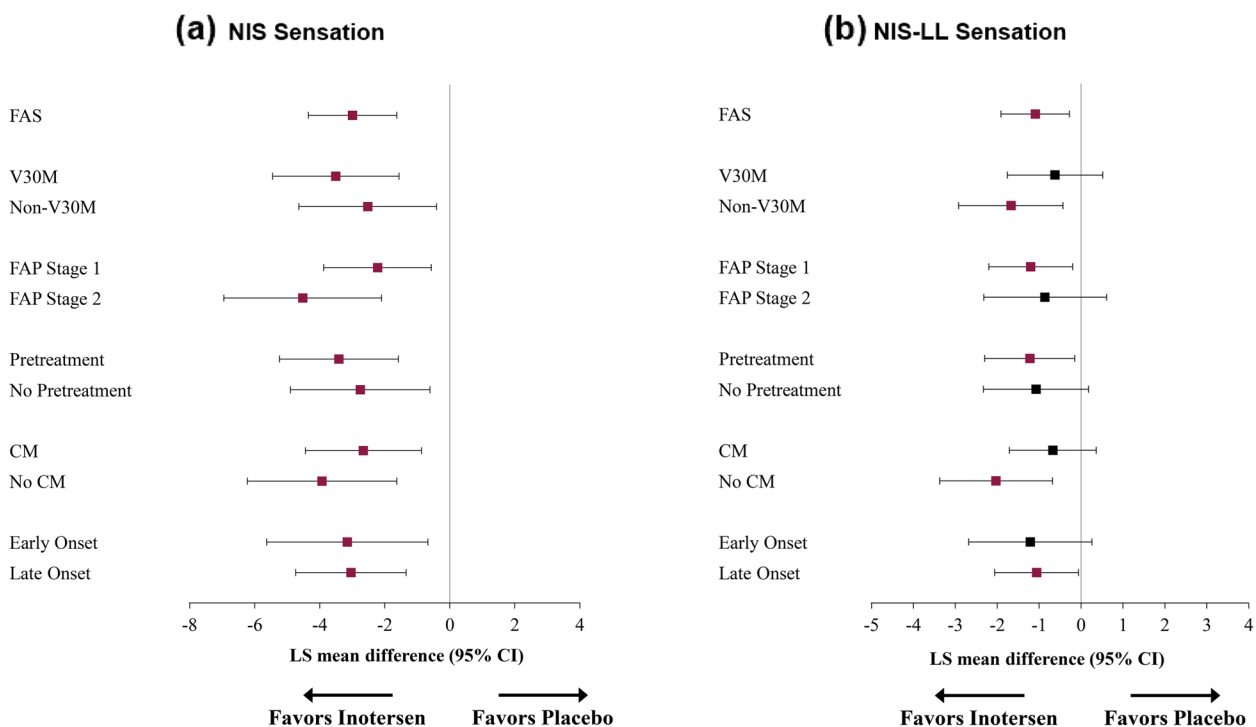 (a) NIS Sensation
FAS
V30M
Non-V30M
FAP Stage 1
FAP Stage 2
Pretreatment
No Pretreatment
CM
No CM
Early Onset
Late Onset
-8 -6 -4 -2 0 2 4
LS mean difference (95% CI)
Favors Inotersen Favors Placebo
(b) NIS-LL Sensation
FAS
V30M
Non-V30M
FAP Stage 1
FAP Stage 2
Pretreatment
No Pretreatment
CM
No CM
Early Onset
Late Onset
-5 -4 -3 -2 -1 0 1 2 3 4
LS mean difference (95% CI)
Favors Inotersen Favors Placebo